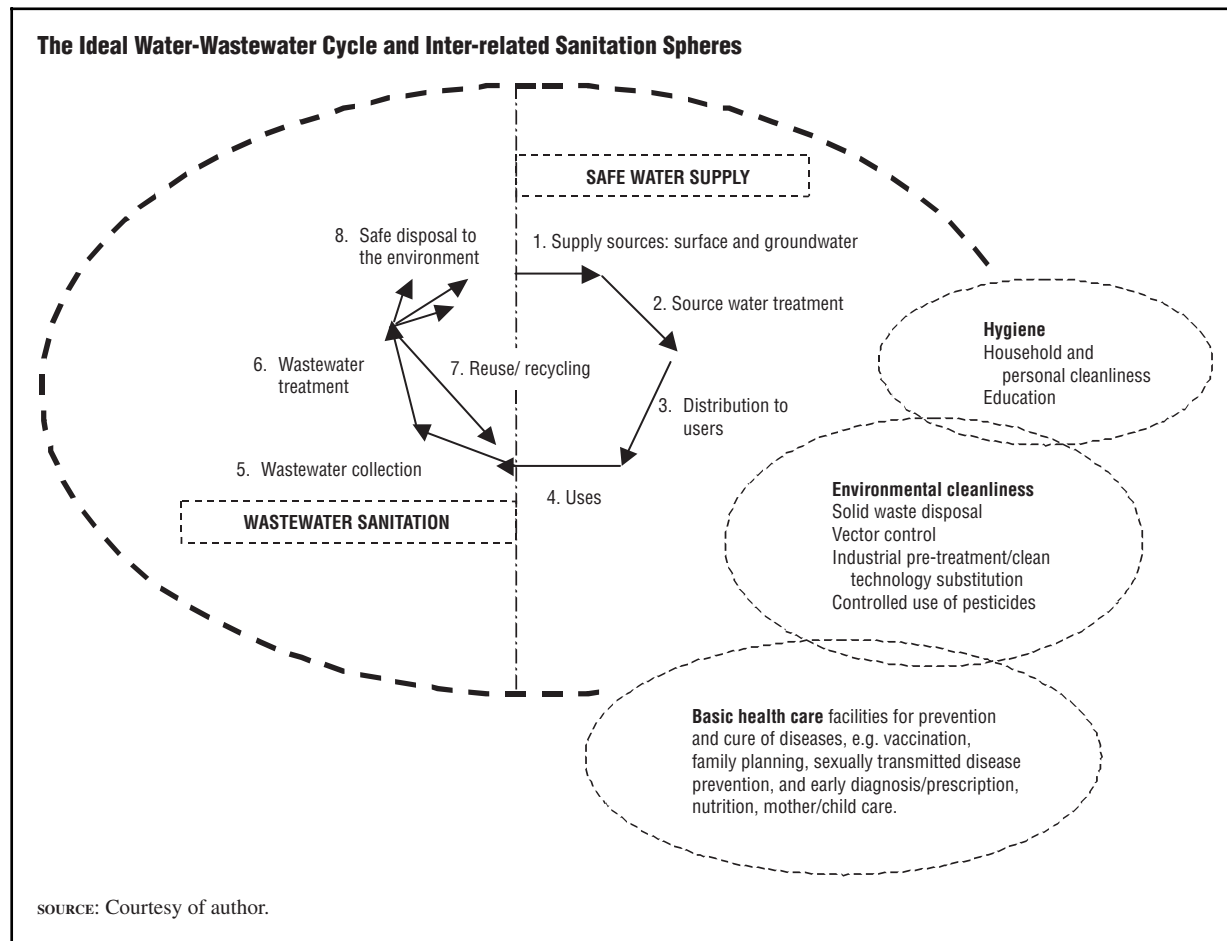 The Ideal Water-Wastewater Cycle and Inter-related Sanitation Spheres
SAFE WATER SUPPLY
8. Safe disposal to
the environment
1. Supply sources: surface and groundwater
2. Source water treatment
Hygiene
Household and
personal cleanliness
Education
6. Wastewater
treatment
7. Reuse/ recycling
3. Distribution to
users
5. Wastewater collection
4. Uses
WASTEWATER SANITATION
Environmental cleanliness
Solid waste disposal
Vector control
Industrial pre-treatment/clean
technology substitution
Controlled use of pesticides
Basic health care facilities for prevention
and cure of diseases, e.g. vaccination,
family planning, sexually transmitted disease
prevention, and early diagnosis/prescription,
nutrition, mother/child care.
SOURCE: Courtesy of author.